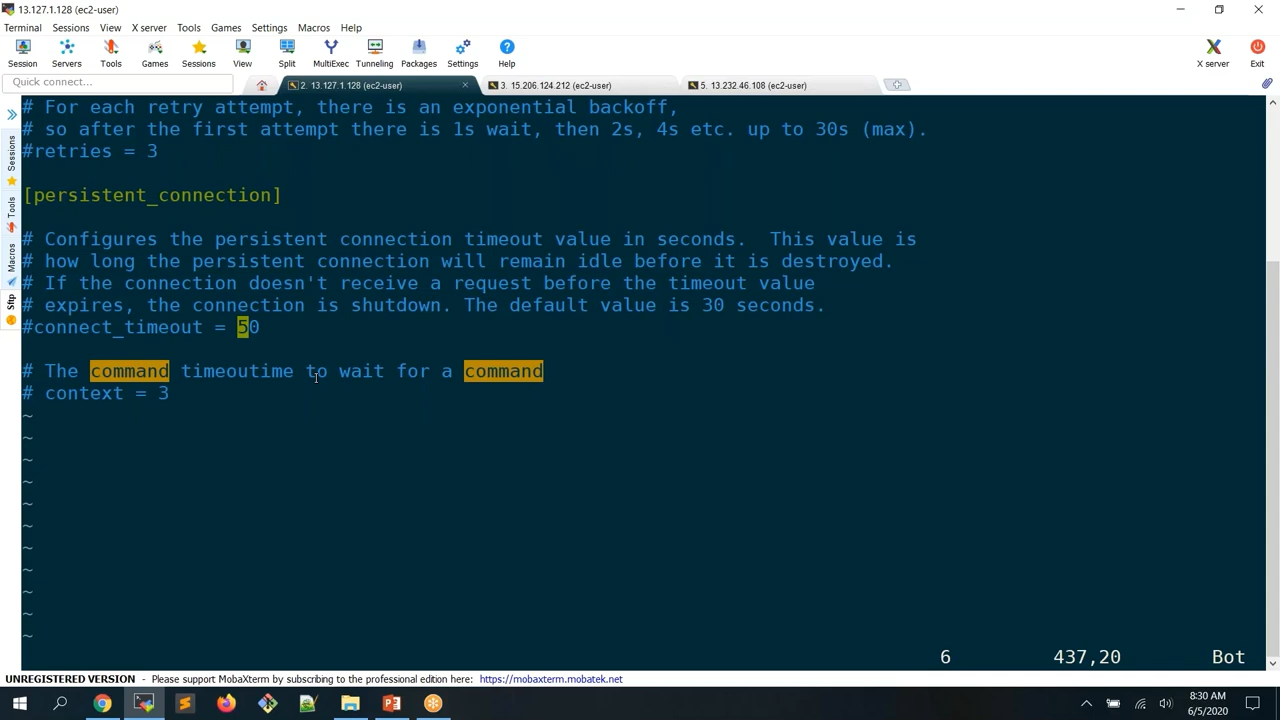 13.127.1.128 (ec2-user)
Terminal Sessions View X server Tools Games Settings Macros Help
Session Servers Tools Games Sessions View Split MultiExec Tunneling Packages Settings Help X server Exit
Quick connect...
2. 13.127.1.128 (ec2-user)
3. 15.206.124.212 (ec2-user)
5. 13.232.46.108 (ec2-user)
Sessions
Tools
Macros
Sftp
# For each retry attempt, there is an exponential backoff,
# so after the first attempt there is 1s wait, then 2s, 4s etc. up to 30s (max).
#retries = 3
[persistent_connection]
# Configures the persistent connection timeout value in seconds.  This value is
# how long the persistent connection will remain idle before it is destroyed.
# If the connection doesn't receive a request before the timeout value
# expires, the connection is shutdown. The default value is 30 seconds.
#connect_timeout = 50
# The command timeoutime to wait for a command
# context = 3
~
~
~
~
~
~
~
~
~
~
~
6 437,20 Bot
UNREGISTERED VERSION - Please support MobaXterm by subscribing to the professional edition here: https://mobaxterm.mobatek.net
8:30 AM
6/5/2020